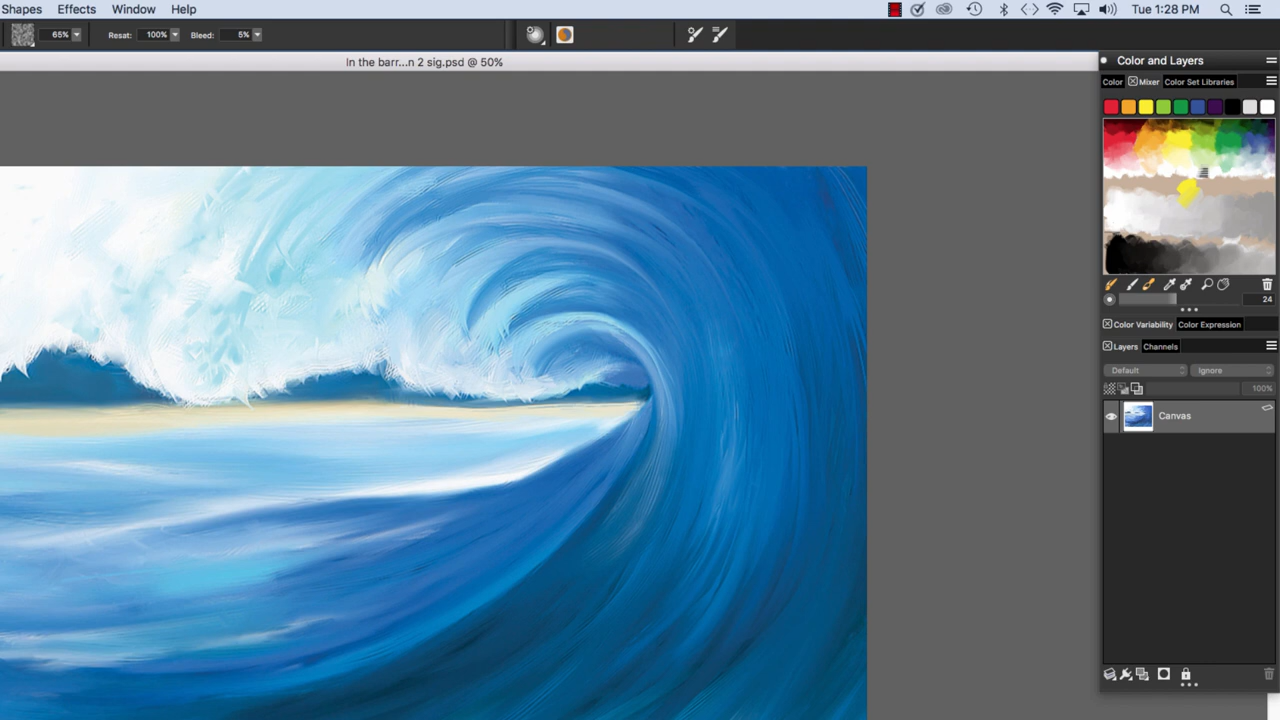 Shapes Effects Window Help Tue 1:28 PM
65% Resat: 100% Bleed: 5%
In the barr...n 2 sig.psd @ 50%
Color and Layers
Color Mixer Color Set Libraries
24
Color Variability Color Expression
Layers Channels
Default Ignore
100%
Canvas